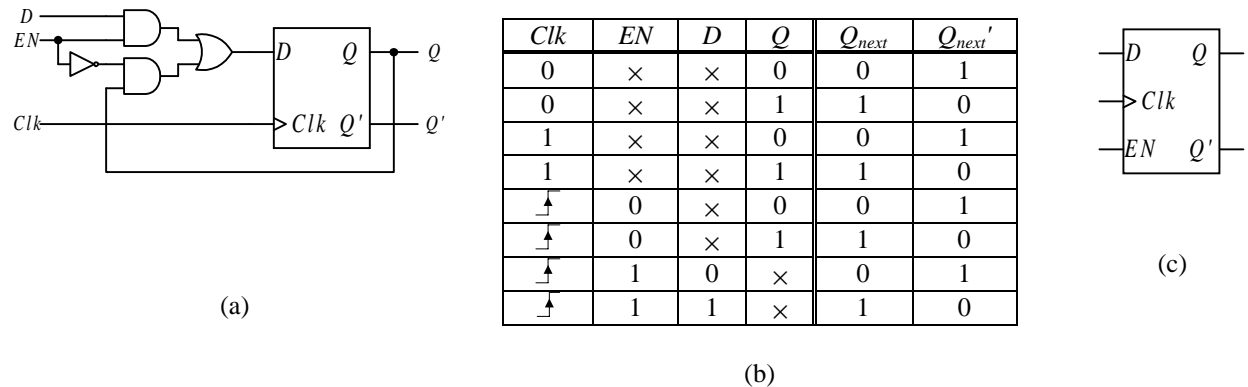 D
EN
Clk
D Q
Clk Q'
Q
Q'
(a)
Clk EN D Q Qnext Qnext'
0 × × 0 0 1
0 × × 1 1 0
1 × × 0 0 1
1 × × 1 1 0
0 × 0 0 1
0 × 1 1 0
1 0 × 0 1
1 1 × 1 0
(b)
D Q
Clk
EN Q'
(c)